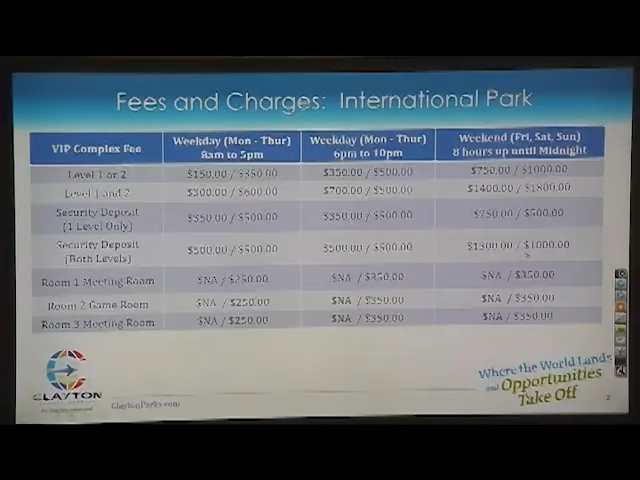 Fees and Charges: International Park
VIP Complex Fee
Weekday (Mon - Thur)
8am to 5pm
Weekday (Mon - Thur)
6pm to 10pm
Weekend (Fri, Sat, Sun)
8 hours up until Midnight
Level 1 or 2 $150.00 / $350.00 $350.00 / $500.00 $750.00 / $1000.00
Level 1 and 2 $300.00 / $600.00 $700.00 / $500.00 $1400.00 / $1800.00
Security Deposit
(1 Level Only) $350.00 / $500.00 $350.00 / $500.00 $750.00 / $500.00
Security Deposit
(Both Levels) $500.00 / $500.00 $500.00 / $500.00 $1300.00 / $1000.00
Room 1 Meeting Room $NA / $250.00 $NA / $350.00 $NA / $350.00
Room 2 Game Room $NA / $250.00 $NA / $350.00 $NA / $350.00
Room 3 Meeting Room $NA / $250.00 $NA / $350.00 $NA / $350.00
CLAYTON
ClaytonParks.com
Where the World Lands
and Opportunities
Take Off
2